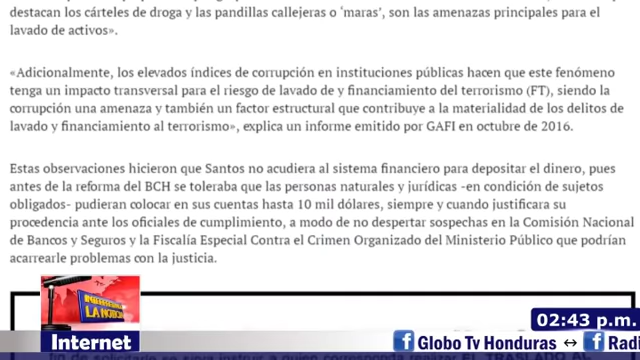 destacan los cárteles de droga y las pandillas callejeras o ‘maras’, son las amenazas principales para el
lavado de activos».
«Adicionalmente, los elevados índices de corrupción en instituciones públicas hacen que este fenómeno
tenga un impacto transversal para el riesgo de lavado de y financiamiento del terrorismo (FT), siendo la
corrupción una amenaza y también un factor estructural que contribuye a la materialidad de los delitos de
lavado y financiamiento al terrorismo», explica un informe emitido por GAFI en octubre de 2016.
Estas observaciones hicieron que Santos no acudiera al sistema financiero para depositar el dinero, pues
antes de la reforma del BCH se toleraba que las personas naturales y jurídicas -en condición de sujetos
obligados- pudieran colocar en sus cuentas hasta 10 mil dólares, siempre y cuando justificara su
procedencia ante los oficiales de cumplimiento, a modo de no despertar sospechas en la Comisión Nacional
de Bancos y Seguros y la Fiscalía Especial Contra el Crimen Organizado del Ministerio Público que podrían
acarrearle problemas con la justicia.
LA NOTICIA
02:43 p.m.
Internet
Globo Tv Honduras
Radi